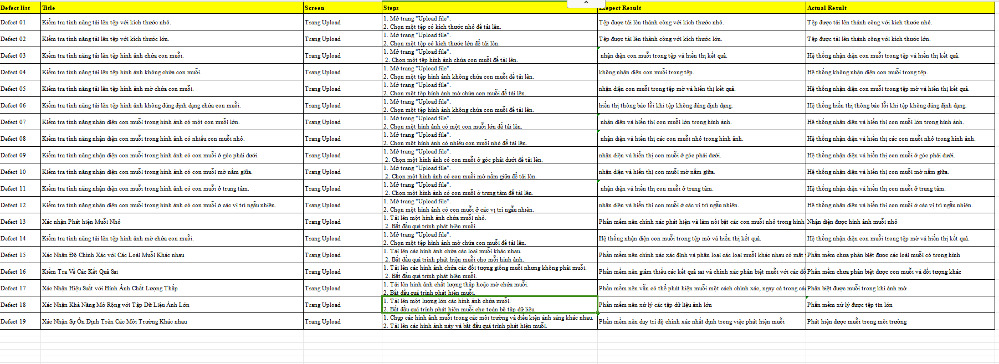 Defect list Title Screen Steps Exepect Result Actual Result
Defect 01 Kiểm tra tính năng tải lên tệp với kích thước nhỏ. Trang Upload 1. Mở trang "Upload file". Tệp được tải lên thành công với kích thước nhỏ. Tệp được tải lên thành công với kích thước nhỏ.
2. Chọn một tệp có kích thước nhỏ để tải lên.
Defect 02 Kiểm tra tính năng tải lên tệp với kích thước lớn. Trang Upload 1. Mở trang "Upload file". Tệp được tải lên thành công với kích thước lớn. Tệp được tải lên thành công với kích thước lớn.
2. Chọn một tệp có kích thước lớn để tải lên.
Defect 03 Kiểm tra tính năng tải lên tệp hình ảnh chứa con muỗi. Trang Upload 1. Mở trang "Upload file". nhận diện con muỗi trong tệp và hiển thị kết quả. Hệ thống nhận diện con muỗi trong tệp và hiển thị kết quả.
2. Chọn một tệp hình ảnh chứa con muỗi để tải lên.
Defect 04 Kiểm tra tính năng tải lên tệp hình ảnh không chứa con muỗi. Trang Upload 1. Mở trang "Upload file". không nhận diện con muỗi trong tệp. Hệ thống không nhận diện con muỗi trong tệp.
2. Chọn một tệp hình ảnh không chứa con muỗi để tải lên.
Defect 05 Kiểm tra tính năng tải lên tệp hình ảnh mờ chứa con muỗi. Trang Upload 1. Mở trang "Upload file". nhận diện con muỗi trong tệp mờ và hiển thị kết quả. Hệ thống nhận diện con muỗi trong tệp mờ và hiển thị kết quả.
2. Chọn một tệp hình ảnh mờ chứa con muỗi để tải lên.
Defect 06 Kiểm tra tính năng tải lên tệp hình ảnh không đúng định dạng chứa con muỗi. Trang Upload 1. Mở trang "Upload file". hiển thị thông báo lỗi khi tệp không đúng định dạng. Hệ thống hiển thị thông báo lỗi khi tệp không đúng định dạng.
2. Chọn một tệp hình ảnh không chứa con muỗi để tải lên.
Defect 07 Kiểm tra tính năng nhận diện con muỗi trong hình ảnh có một con muỗi lớn. Trang Upload 1. Mở trang "Upload file". nhận diện và hiển thị con muỗi lớn trong hình ảnh. Hệ thống nhận diện và hiển thị con muỗi lớn trong hình ảnh.
2. Chọn một hình ảnh có một con muỗi lớn để tải lên.
Defect 08 Kiểm tra tính năng nhận diện con muỗi trong hình ảnh có nhiều con muỗi nhỏ. Trang Upload 1. Mở trang "Upload file". nhận diện và hiển thị các con muỗi nhỏ trong hình ảnh. Hệ thống nhận diện và hiển thị các con muỗi nhỏ trong hình ảnh.
2. Chọn một hình ảnh có nhiều con muỗi nhỏ để tải lên.
Defect 09 Kiểm tra tính năng nhận diện con muỗi trong hình ảnh có con muỗi ở góc phải dưới. Trang Upload 1. Mở trang "Upload file". nhận diện và hiển thị con muỗi ở góc phải dưới. Hệ thống nhận diện và hiển thị con muỗi ở góc phải dưới.
2. Chọn một hình ảnh có con muỗi ở góc phải dưới để tải lên.
Defect 10 Kiểm tra tính năng nhận diện con muỗi trong hình ảnh có con muỗi mờ nằm giữa. Trang Upload 1. Mở trang "Upload file". nhận diện và hiển thị con muỗi mờ nằm giữa. Hệ thống nhận diện và hiển thị con muỗi mờ nằm giữa.
2. Chọn một hình ảnh có con muỗi mờ nằm giữa để tải lên.
Defect 11 Kiểm tra tính năng nhận diện con muỗi trong hình ảnh có con muỗi ở trung tâm. Trang Upload 1. Mở trang "Upload file". nhận diện và hiển thị con muỗi ở trung tâm. Hệ thống nhận diện và hiển thị con muỗi ở trung tâm.
2. Chọn một hình ảnh có con muỗi ở trung tâm để tải lên.
Defect 12 Kiểm tra tính năng nhận diện con muỗi trong hình ảnh có con muỗi ở các vị trí ngẫu nhiên. Trang Upload 1. Mở trang "Upload file". nhận diện và hiển thị con muỗi ở các vị trí ngẫu nhiên. Hệ thống nhận diện và hiển thị con muỗi ở các vị trí ngẫu nhiên.
2. Chọn một hình ảnh có con muỗi ở các vị trí ngẫu nhiên.
Defect 13 Xác nhận Phát hiện Muỗi Nhỏ Trang Upload 1. Tải lên một hình ảnh chứa muỗi nhỏ. Phần mềm nên chính xác phát hiện và làm nổi bật các con muỗi nhỏ trong hình Nhận diện được hình ảnh muỗi nhỏ
2. Bắt đầu quá trình phát hiện muỗi.
Defect 14 Kiểm tra tính năng tải lên tệp hình ảnh mờ chứa con muỗi. Trang Upload 1. Mở trang "Upload file". Hệ thống nhận diện con muỗi trong tệp mờ và hiển thị kết quả. Hệ thống nhận diện con muỗi trong tệp mờ và hiển thị kết quả.
2. Chọn một tệp hình ảnh mờ chứa con muỗi để tải lên.
Defect 15 Xác Nhận Độ Chính Xác với Các Loài Muỗi Khác nhau Trang Upload 1. Tải lên các hình ảnh chứa các loại muỗi khác nhau. Phần mềm nên chính xác xác định và phân loại các loại muỗi khác nhau có mặt Phần mềm chưa phân biệt được các loài muỗi có trong hình
2. Bắt đầu quá trình phát hiện muỗi cho mỗi hình ảnh.
Defect 16 Kiểm Tra Về Các Kết Quả Sai Trang Upload 1. Tải lên các hình ảnh chứa các đối tượng giống muỗi nhưng không phải muỗi. Phần mềm nên giảm thiểu các kết quả sai và chính xác phân biệt muỗi với các Phần mềm chưa phân biệt được con muỗi và đối tượng khác
2. Bắt đầu quá trình phát hiện muỗi.
Defect 17 Xác Nhận Hiệu Suất với Hình Ảnh Chất Lượng Thấp Trang Upload 1. Tải lên hình ảnh chất lượng thấp hoặc mờ chứa muỗi. Phần mềm nên vẫn có thể phát hiện muỗi một cách chính xác, ngay cả trong Phân biệt được muỗi trong khi ảnh mờ
2. Bắt đầu quá trình phát hiện muỗi.
Defect 18 Xác Nhận Khả Năng Mở Rộng với Tập Dữ Liệu Ảnh Lớn Trang Upload 1. Tải lên một lượng lớn các hình ảnh chứa muỗi. Phần mềm nên xử lý các tập dữ liệu ảnh lớn Phần mềm xử lý được tệp tin lớn
2. Bắt đầu quá trình phát hiện muỗi cho toàn bộ tập dữ liệu.
Defect 19 Xác Nhận Sự Ổn Định Trên Các Môi Trường Khác nhau Trang Upload 1. Chụp các hình ảnh muỗi trong các môi trường và điều kiện ánh sáng khác nhau. Phần mềm nên duy trì độ chính xác nhất định trong việc phát hiện muỗi Phát hiện được muỗi trong môi trường
2. Tải lên các hình ảnh này và bắt đầu quá trình phát hiện muỗi.